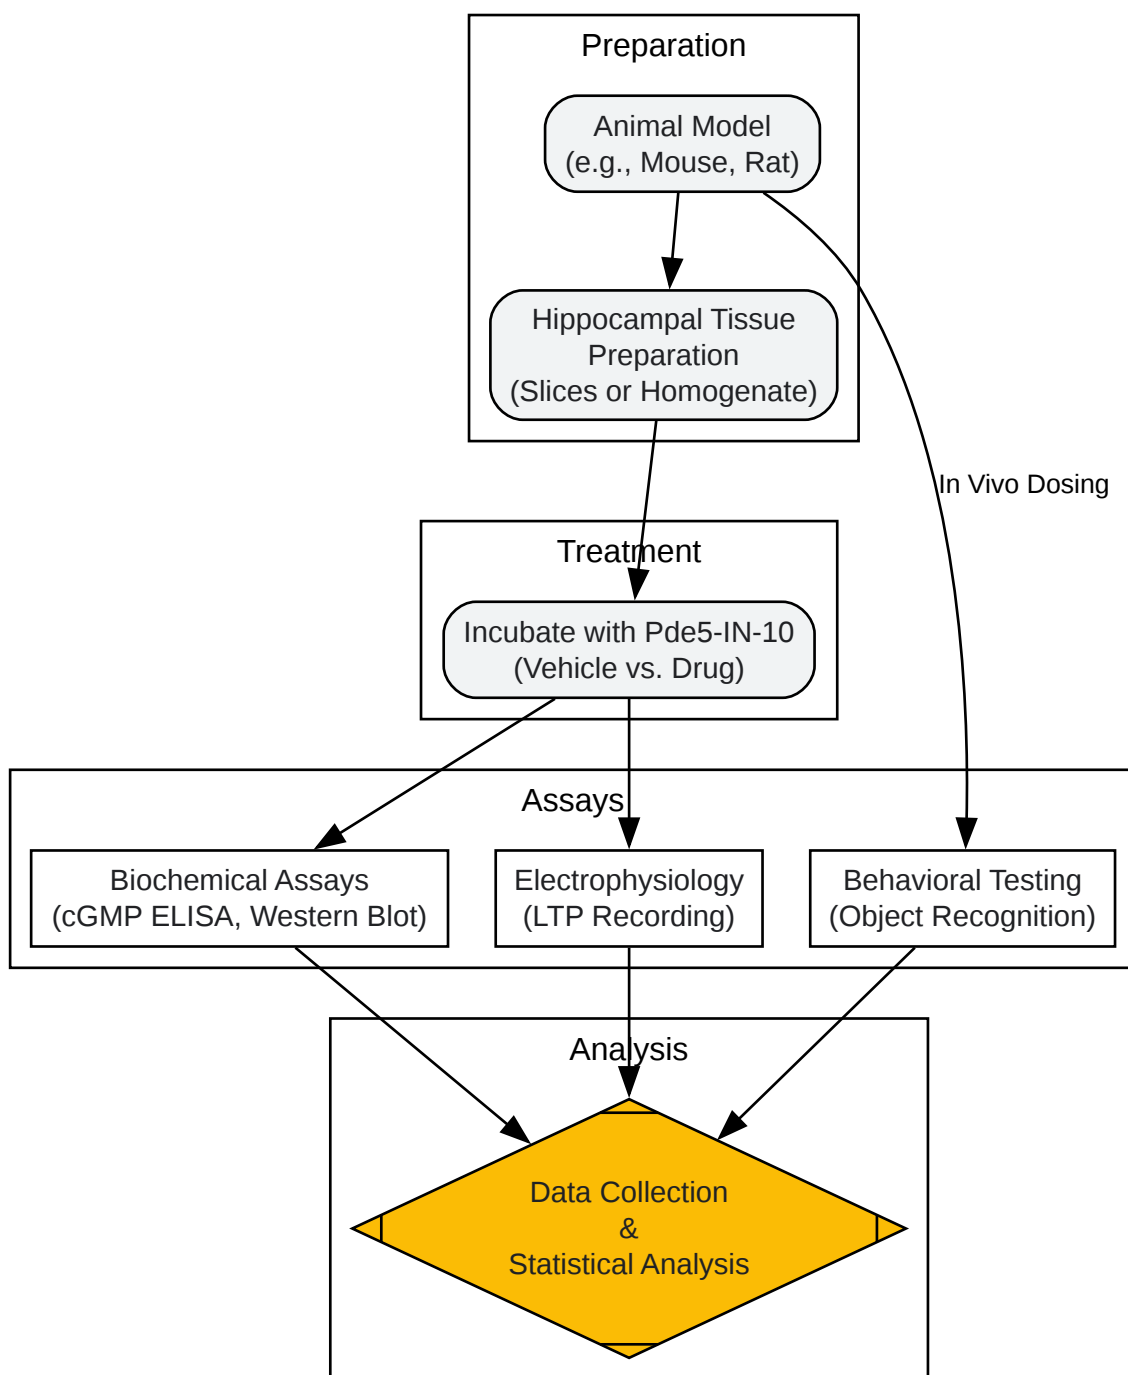 Preparation
Animal Model
(e.g., Mouse, Rat)
Hippocampal Tissue
Preparation
(Slices or Homogenate)
In Vivo Dosing
Treatment
Incubate with Pde5-IN-10
(Vehicle vs. Drug)
Assays
Biochemical Assays
(cGMP ELISA, Western Blot)
Electrophysiology
(LTP Recording)
Behavioral Testing
(Object Recognition)
Analysis
Data Collection
&
Statistical Analysis